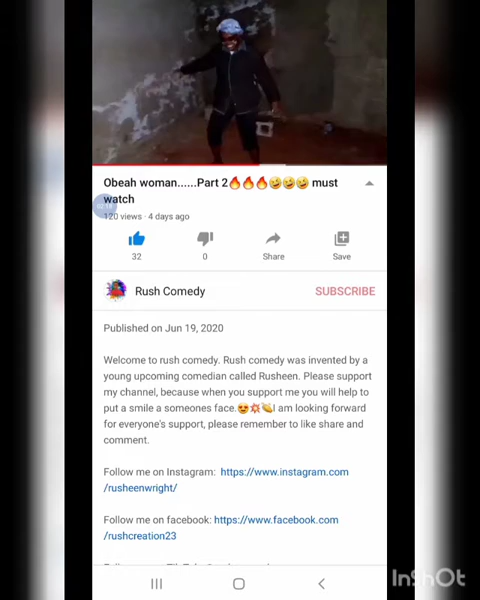 Obeah woman......Part 2🔥🔥🔥🤣🤣🤣 must
watch
120 views · 4 days ago
32
0
Share
Save
Rush Comedy
SUBSCRIBE
Published on Jun 19, 2020
Welcome to rush comedy. Rush comedy was invented by a
young upcoming comedian called Rusheen. Please support
my channel, because when you support me you will help to
put a smile a someones face.😍💥👏I am looking forward
for everyone's support, please remember to like share and
comment.
Follow me on Instagram: https://www.instagram.com
/rusheenwright/
Follow me on facebook: https://www.facebook.com
/rushcreation23
InShOt